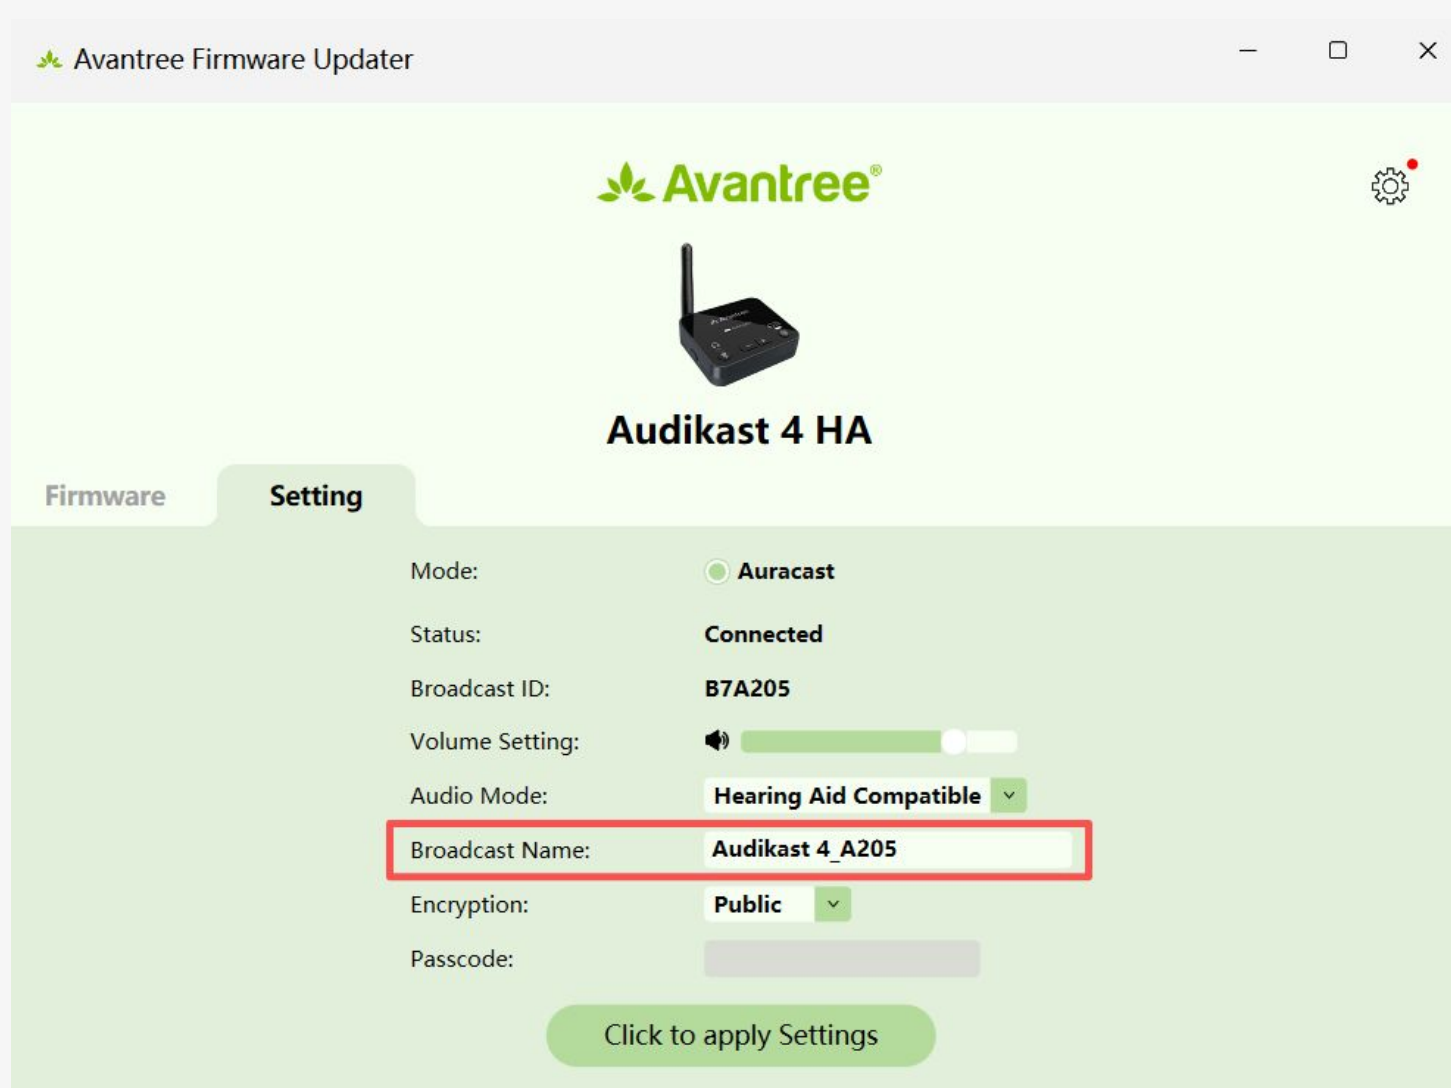 Avantree Firmware Updater
Avantree®
Audikast 4 HA
Firmware Setting
Mode: Auracast
Status: Connected
Broadcast ID: B7A205
Volume Setting:
Audio Mode: Hearing Aid Compatible
Broadcast Name: Audikast 4_A205
Encryption: Public
Passcode:
Click to apply Settings